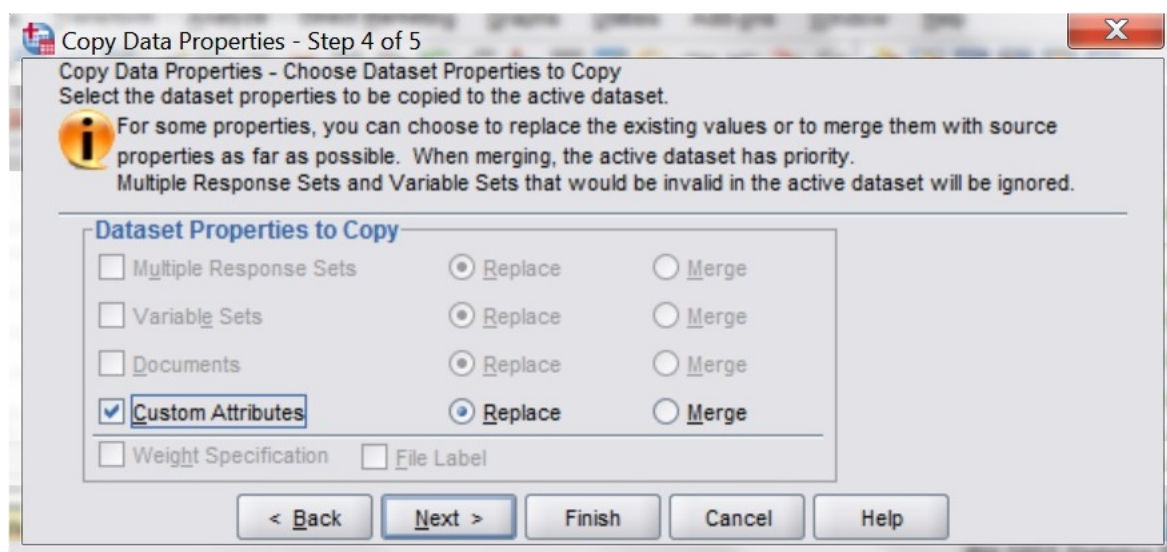 Copy Data Properties - Step 4 of 5
Copy Data Properties - Choose Dataset Properties to Copy
Select the dataset properties to be copied to the active dataset.
For some properties, you can choose to replace the existing values or to merge them with source
properties as far as possible. When merging, the active dataset has priority.
Multiple Response Sets and Variable Sets that would be invalid in the active dataset will be ignored.
Dataset Properties to Copy
Multiple Response Sets Replace Merge
Variable Sets Replace Merge
Documents Replace Merge
Custom Attributes Replace Merge
Weight Specification File Label
< Back Next > Finish Cancel Help